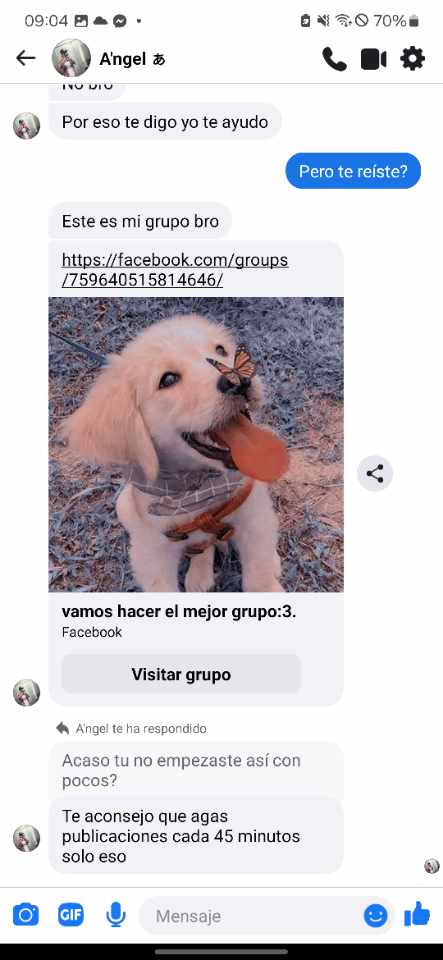 09:04
70%
A'ngel あ
No bro
Por eso te digo yo te ayudo
Pero te reíste?
Este es mi grupo bro
https://facebook.com/groups
/759640515814646/
vamos hacer el mejor grupo:3.
Facebook
Visitar grupo
A'ngel te ha respondido
Acaso tu no empezaste así con
pocos?
Te aconsejo que agas
publicaciones cada 45 minutos
solo eso
GIF
Mensaje